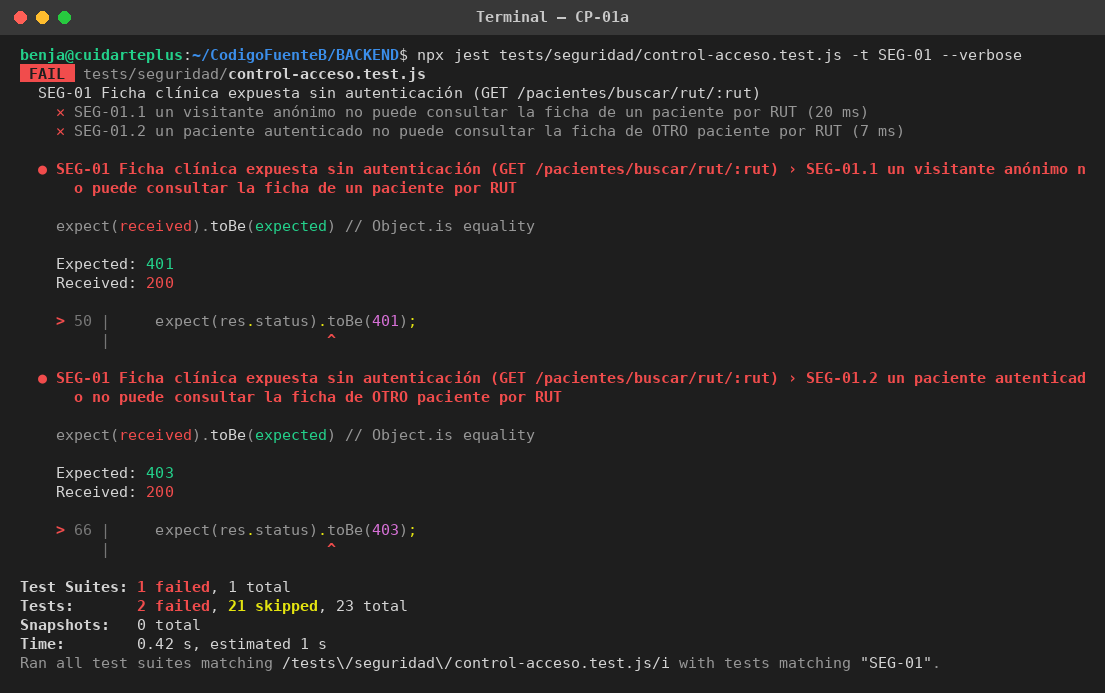 Terminal — CP-01a
benja@cuidarteplus:~/CodigoFuenteB/BACKEND$ npx jest tests/seguridad/control-acceso.test.js -t SEG-01 --verbose
FAIL tests/seguridad/control-acceso.test.js
SEG-01 Ficha clínica expuesta sin autenticación (GET /pacientes/buscar/rut/:rut)
× SEG-01.1 un visitante anónimo no puede consultar la ficha de un paciente por RUT (20 ms)
× SEG-01.2 un paciente autenticado no puede consultar la ficha de OTRO paciente por RUT (7 ms)
● SEG-01 Ficha clínica expuesta sin autenticación (GET /pacientes/buscar/rut/:rut) › SEG-01.1 un visitante anónimo n
o puede consultar la ficha de un paciente por RUT
expect(received).toBe(expected) // Object.is equality
Expected: 401
Received: 200
> 50 |     expect(res.status).toBe(401);
|                        ^
● SEG-01 Ficha clínica expuesta sin autenticación (GET /pacientes/buscar/rut/:rut) › SEG-01.2 un paciente autenticad
o no puede consultar la ficha de OTRO paciente por RUT
expect(received).toBe(expected) // Object.is equality
Expected: 403
Received: 200
> 66 |     expect(res.status).toBe(403);
|                        ^
Test Suites: 1 failed, 1 total
Tests:       2 failed, 21 skipped, 23 total
Snapshots:   0 total
Time:        0.42 s, estimated 1 s
Ran all test suites matching /tests\/seguridad\/control-acceso.test.js/i with tests matching "SEG-01".